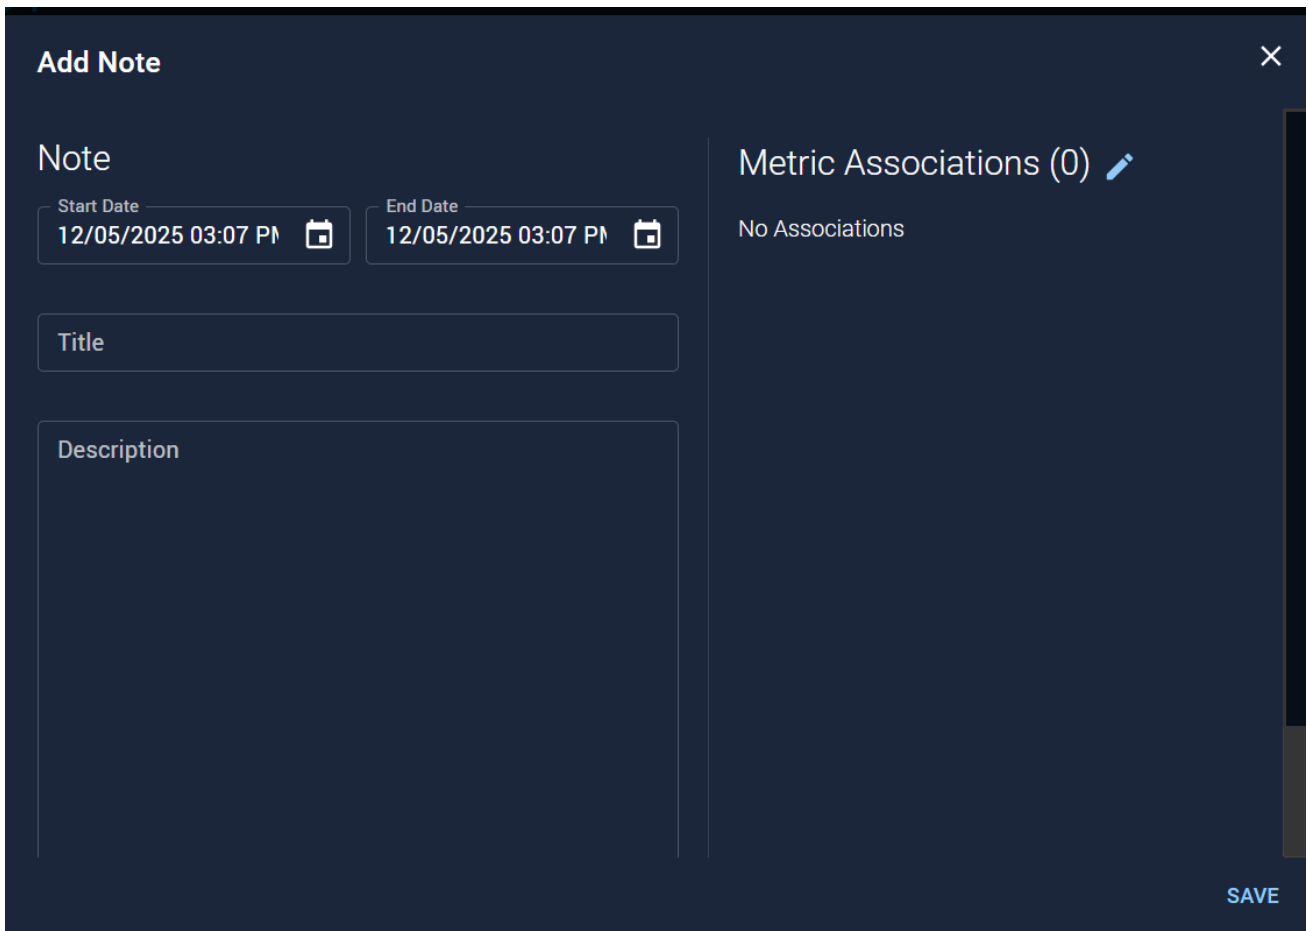 Add Note
Note
Start Date
12/05/2025 03:07 PM
End Date
12/05/2025 03:07 PM
Title
Description
Metric Associations (0)
No Associations
SAVE